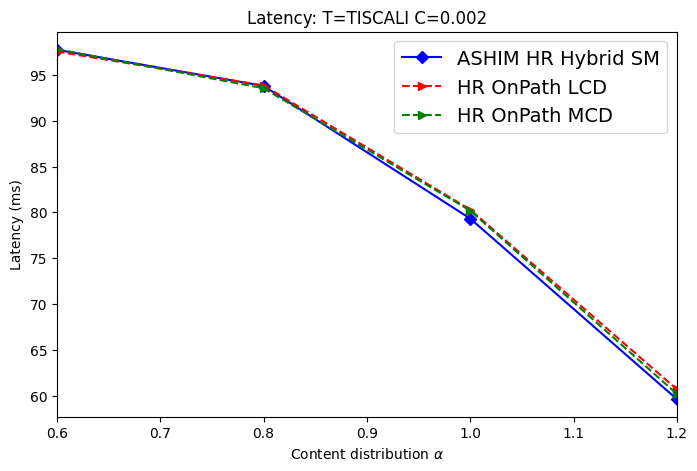 Latency: T=TISCALI C=0.002
ASHIM HR Hybrid SM
HR OnPath LCD
HR OnPath MCD
Latency (ms)
95
90
85
80
75
70
65
60
0.6 0.7 0.8 0.9 1.0 1.1 1.2
Content distribution α